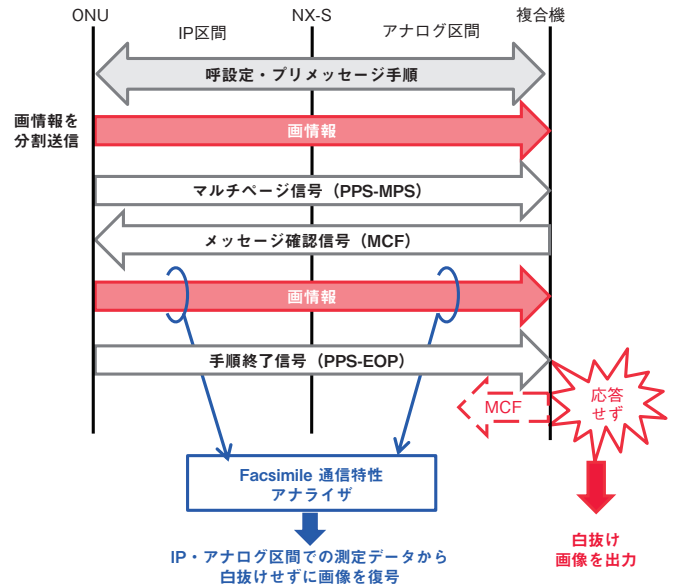 ONU
NX-S
複合機
IP区間
アナログ区間
呼設定・プリメッセージ手順
画情報を
分割送信
画情報
マルチページ信号（PPS-MPS）
メッセージ確認信号（MCF）
画情報
手順終了信号（PPS-EOP）
MCF
応答
せず
Facsimile 通信特性
アナライザ
白抜け
画像を出力
IP・アナログ区間での測定データから
白抜けせずに画像を復号